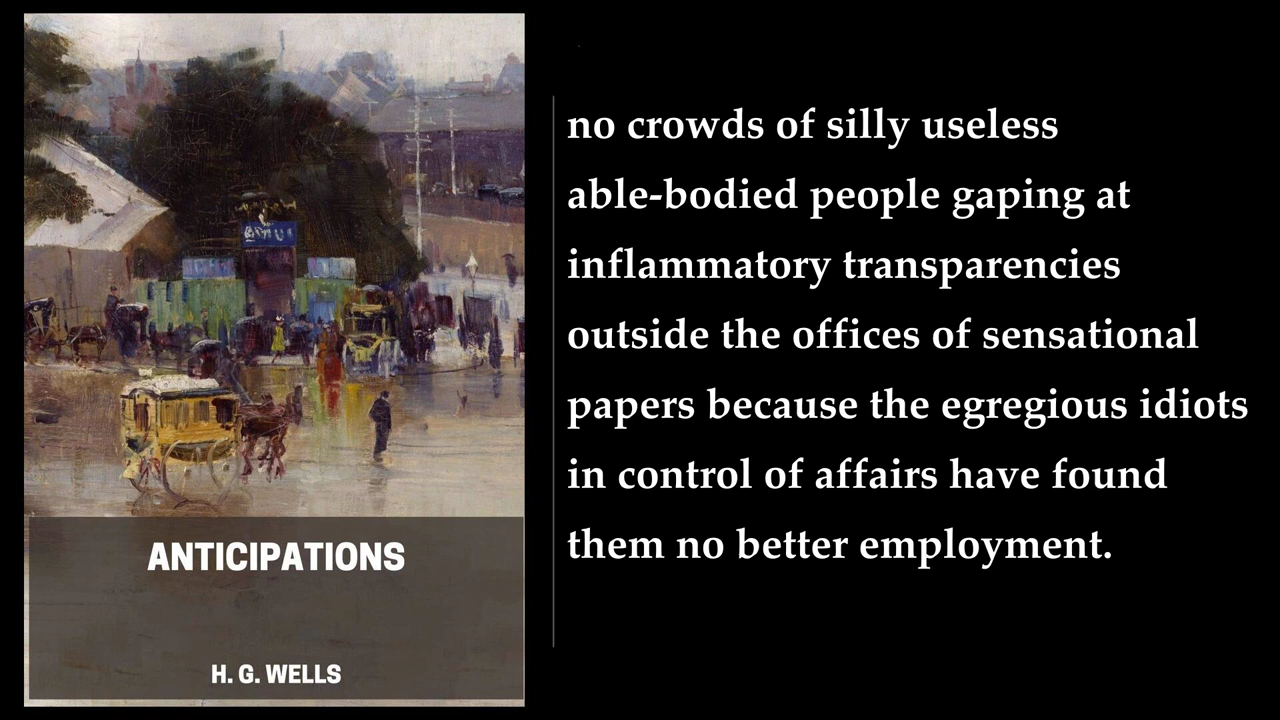 ANTICIPATIONS
H. G. WELLS
no crowds of silly useless
able-bodied people gaping at
inflammatory transparencies
outside the offices of sensational
papers because the egregious idiots
in control of affairs have found
them no better employment.